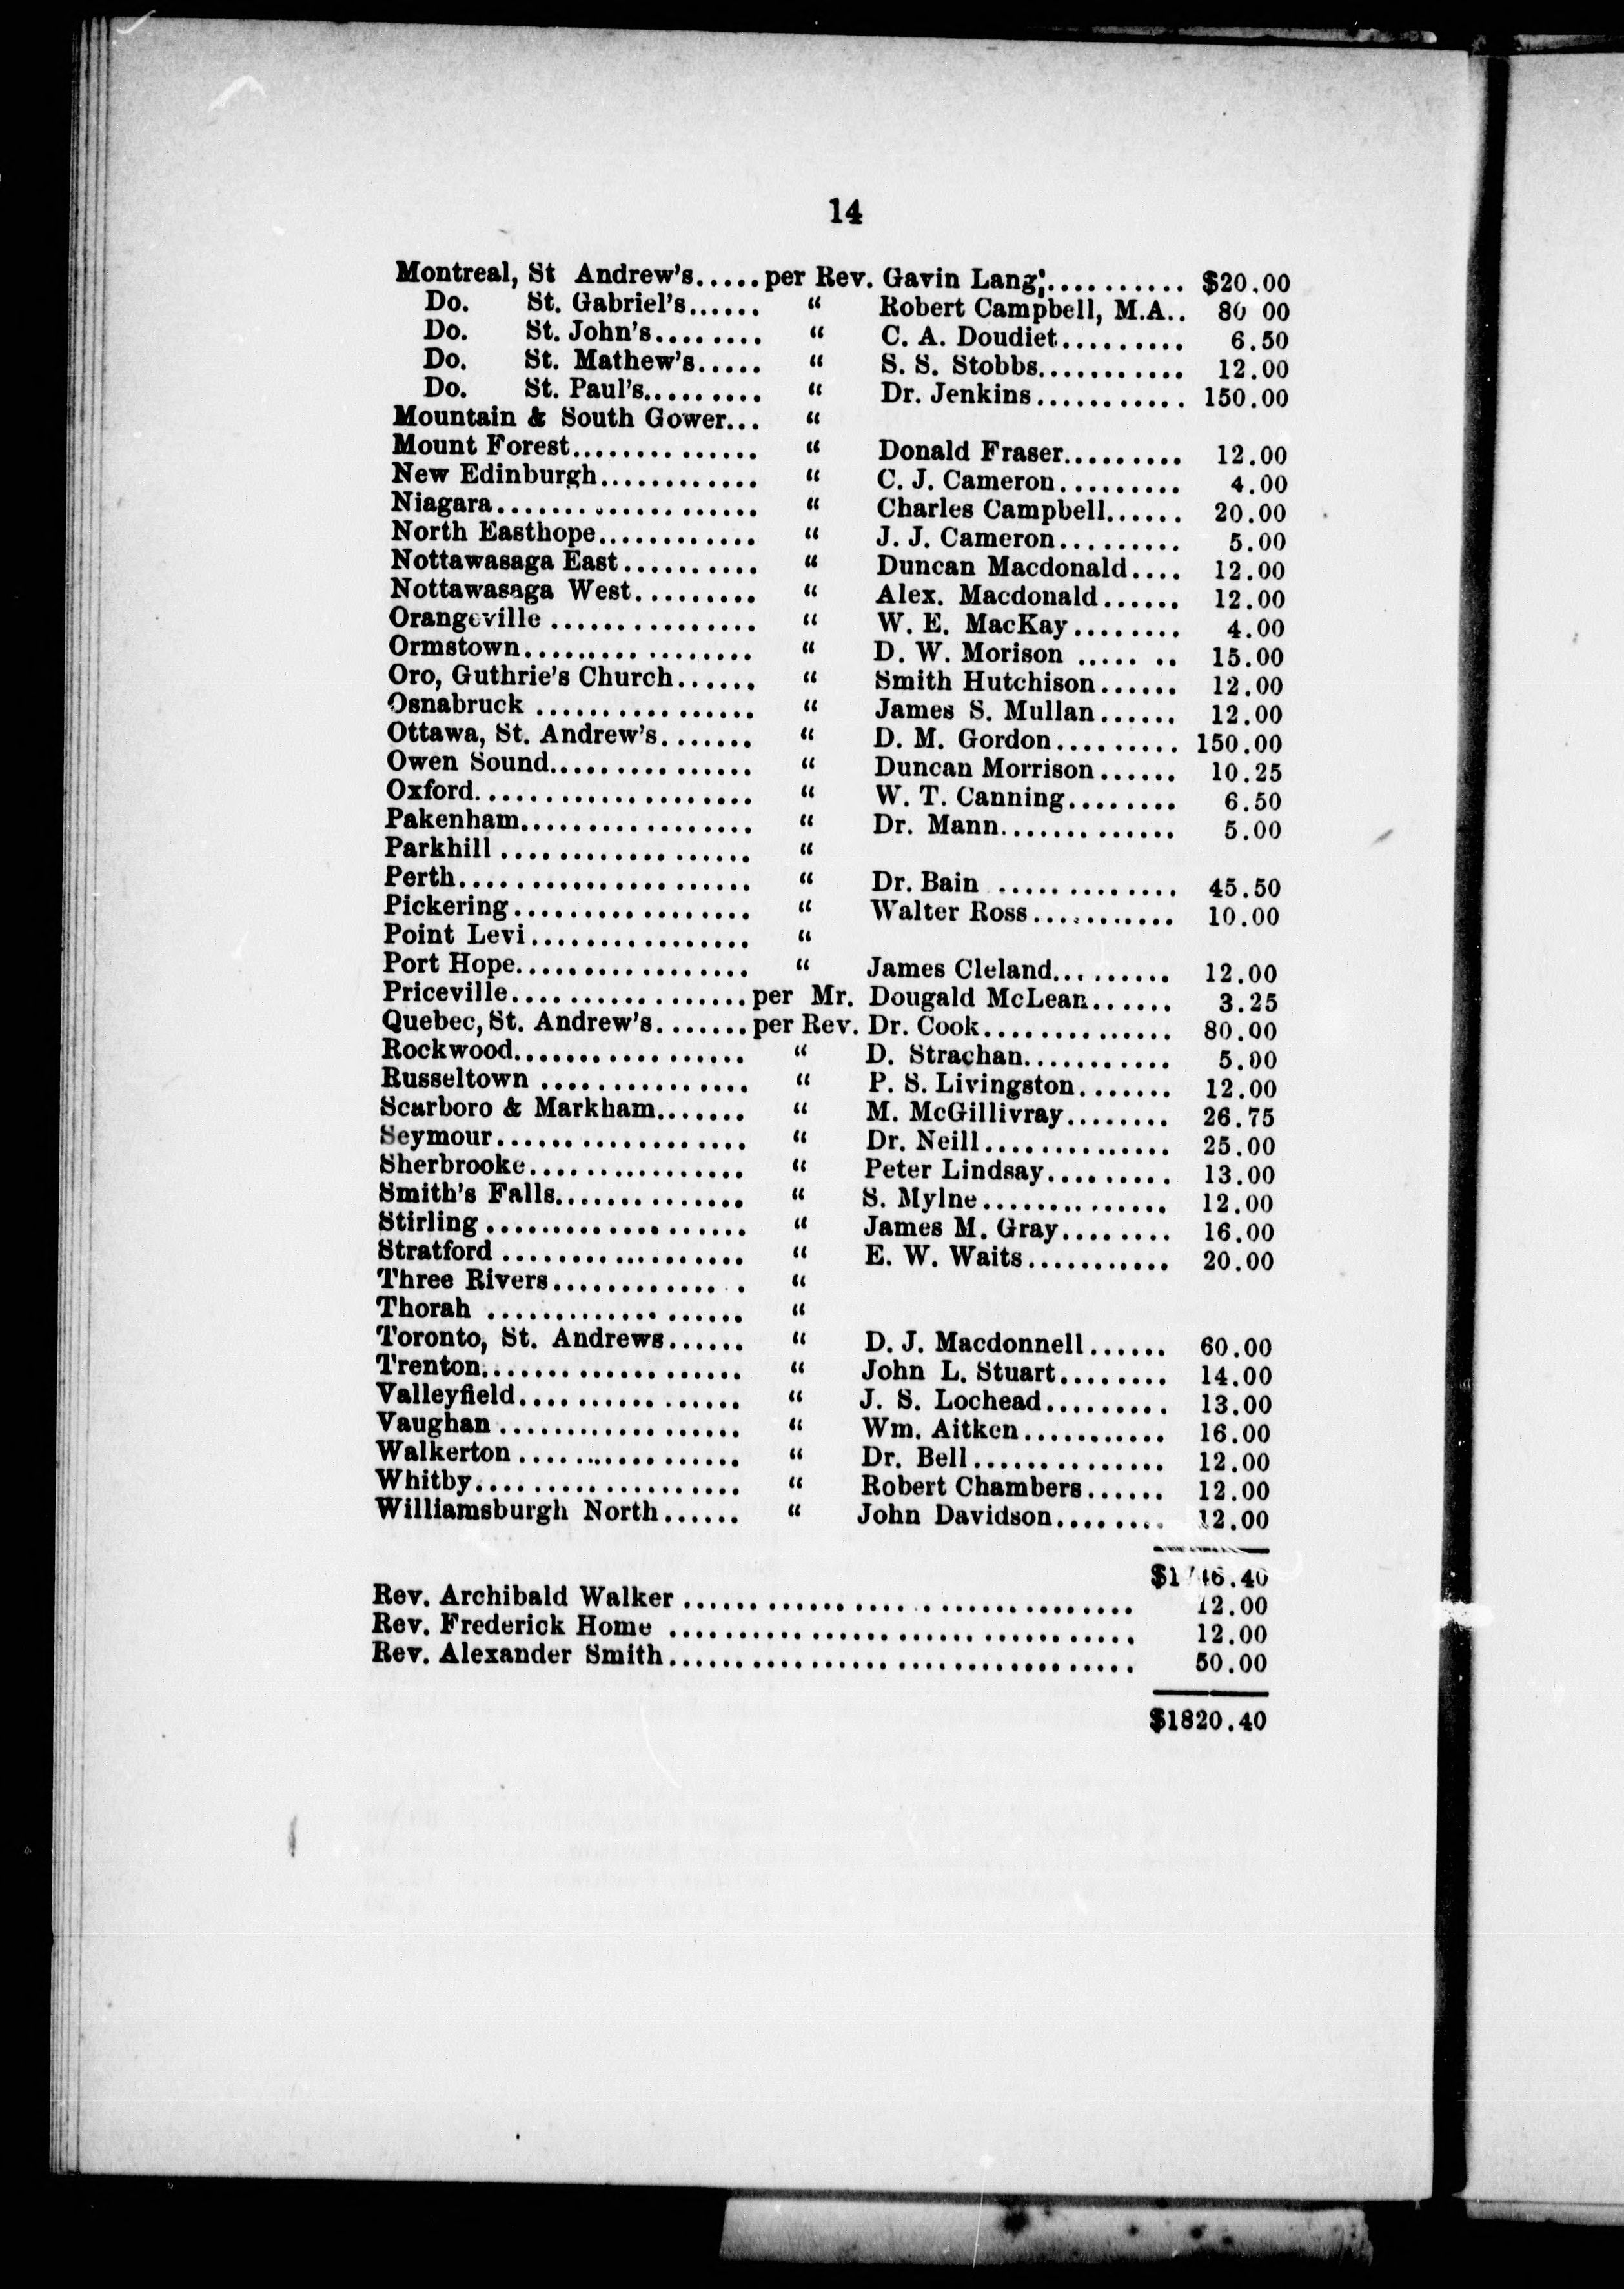 14
Montreal, St Andrew's.....per Rev. Gavin Lang;.......... $20.00
Do. St. Gabriel's...... “ Robert Campbell, M.A.. 80 00
Do. St. John's........ “ C. A. Doudiet.......... 6.50
Do. St. Mathew's..... “ S. S. Stobbs........... 12.00
Do. St. Paul's......... “ Dr. Jenkins........... 150.00
Mountain & South Gower... “
Mount Forest.............. “ Donald Fraser......... 12.00
New Edinburgh............ “ C. J. Cameron......... 4.00
Niagara.................... “ Charles Campbell...... 20.00
North Easthope............ “ J. J. Cameron......... 5.00
Nottawasaga East.......... “ Duncan Macdonald.... 12.00
Nottawasaga West......... “ Alex. Macdonald...... 12.00
Orangeville ............... “ W. E. MacKay........ 4.00
Ormstown................. “ D. W. Morison ..... .. 15.00
Oro, Guthrie's Church...... “ Smith Hutchison...... 12.00
Osnabruck ................ “ James S. Mullan...... 12.00
Ottawa, St. Andrew's....... “ D. M. Gordon......... 150.00
Owen Sound............... “ Duncan Morrison...... 10.25
Oxford..................... “ W. T. Canning........ 6.50
Pakenham................. “ Dr. Mann............. 5.00
Parkhill ................... “
Perth...................... “ Dr. Bain .............. 45.50
Pickering.................. “ Walter Ross........... 10.00
Point Levi................. “
Port Hope................. “ James Cleland......... 12.00
Priceville..................per Mr. Dougald McLean...... 3.25
Quebec, St. Andrew's.......per Rev. Dr. Cook.............. 80.00
Rockwood................. “ D. Strachan........... 5.00
Russeltown ................ “ P. S. Livingston....... 12.00
Scarboro & Markham....... “ M. McGillivray........ 26.75
Seymour................... “ Dr. Neill.............. 25.00
Sherbrooke................ “ Peter Lindsay......... 13.00
Smith's Falls.............. “ S. Mylne.............. 12.00
Stirling ................... “ James M. Gray........ 16.00
Stratford .................. “ E. W. Waits........... 20.00
Three Rivers............. . “
Thorah ................... “
Toronto, St. Andrews...... “ D. J. Macdonnell...... 60.00
Trenton................... “ John L. Stuart........ 14.00
Valleyfield................ “ J. S. Lochead......... 13.00
Vaughan .................. “ Wm. Aitken........... 16.00
Walkerton ................ “ Dr. Bell.............. 12.00
Whitby.................... “ Robert Chambers...... 12.00
Williamsburgh North...... “ John Davidson........ 12.00
$1746.40
Rev. Archibald Walker .................................. 12.00
Rev. Frederick Home ................................... 12.00
Rev. Alexander Smith................................... 50.00
$1820.40